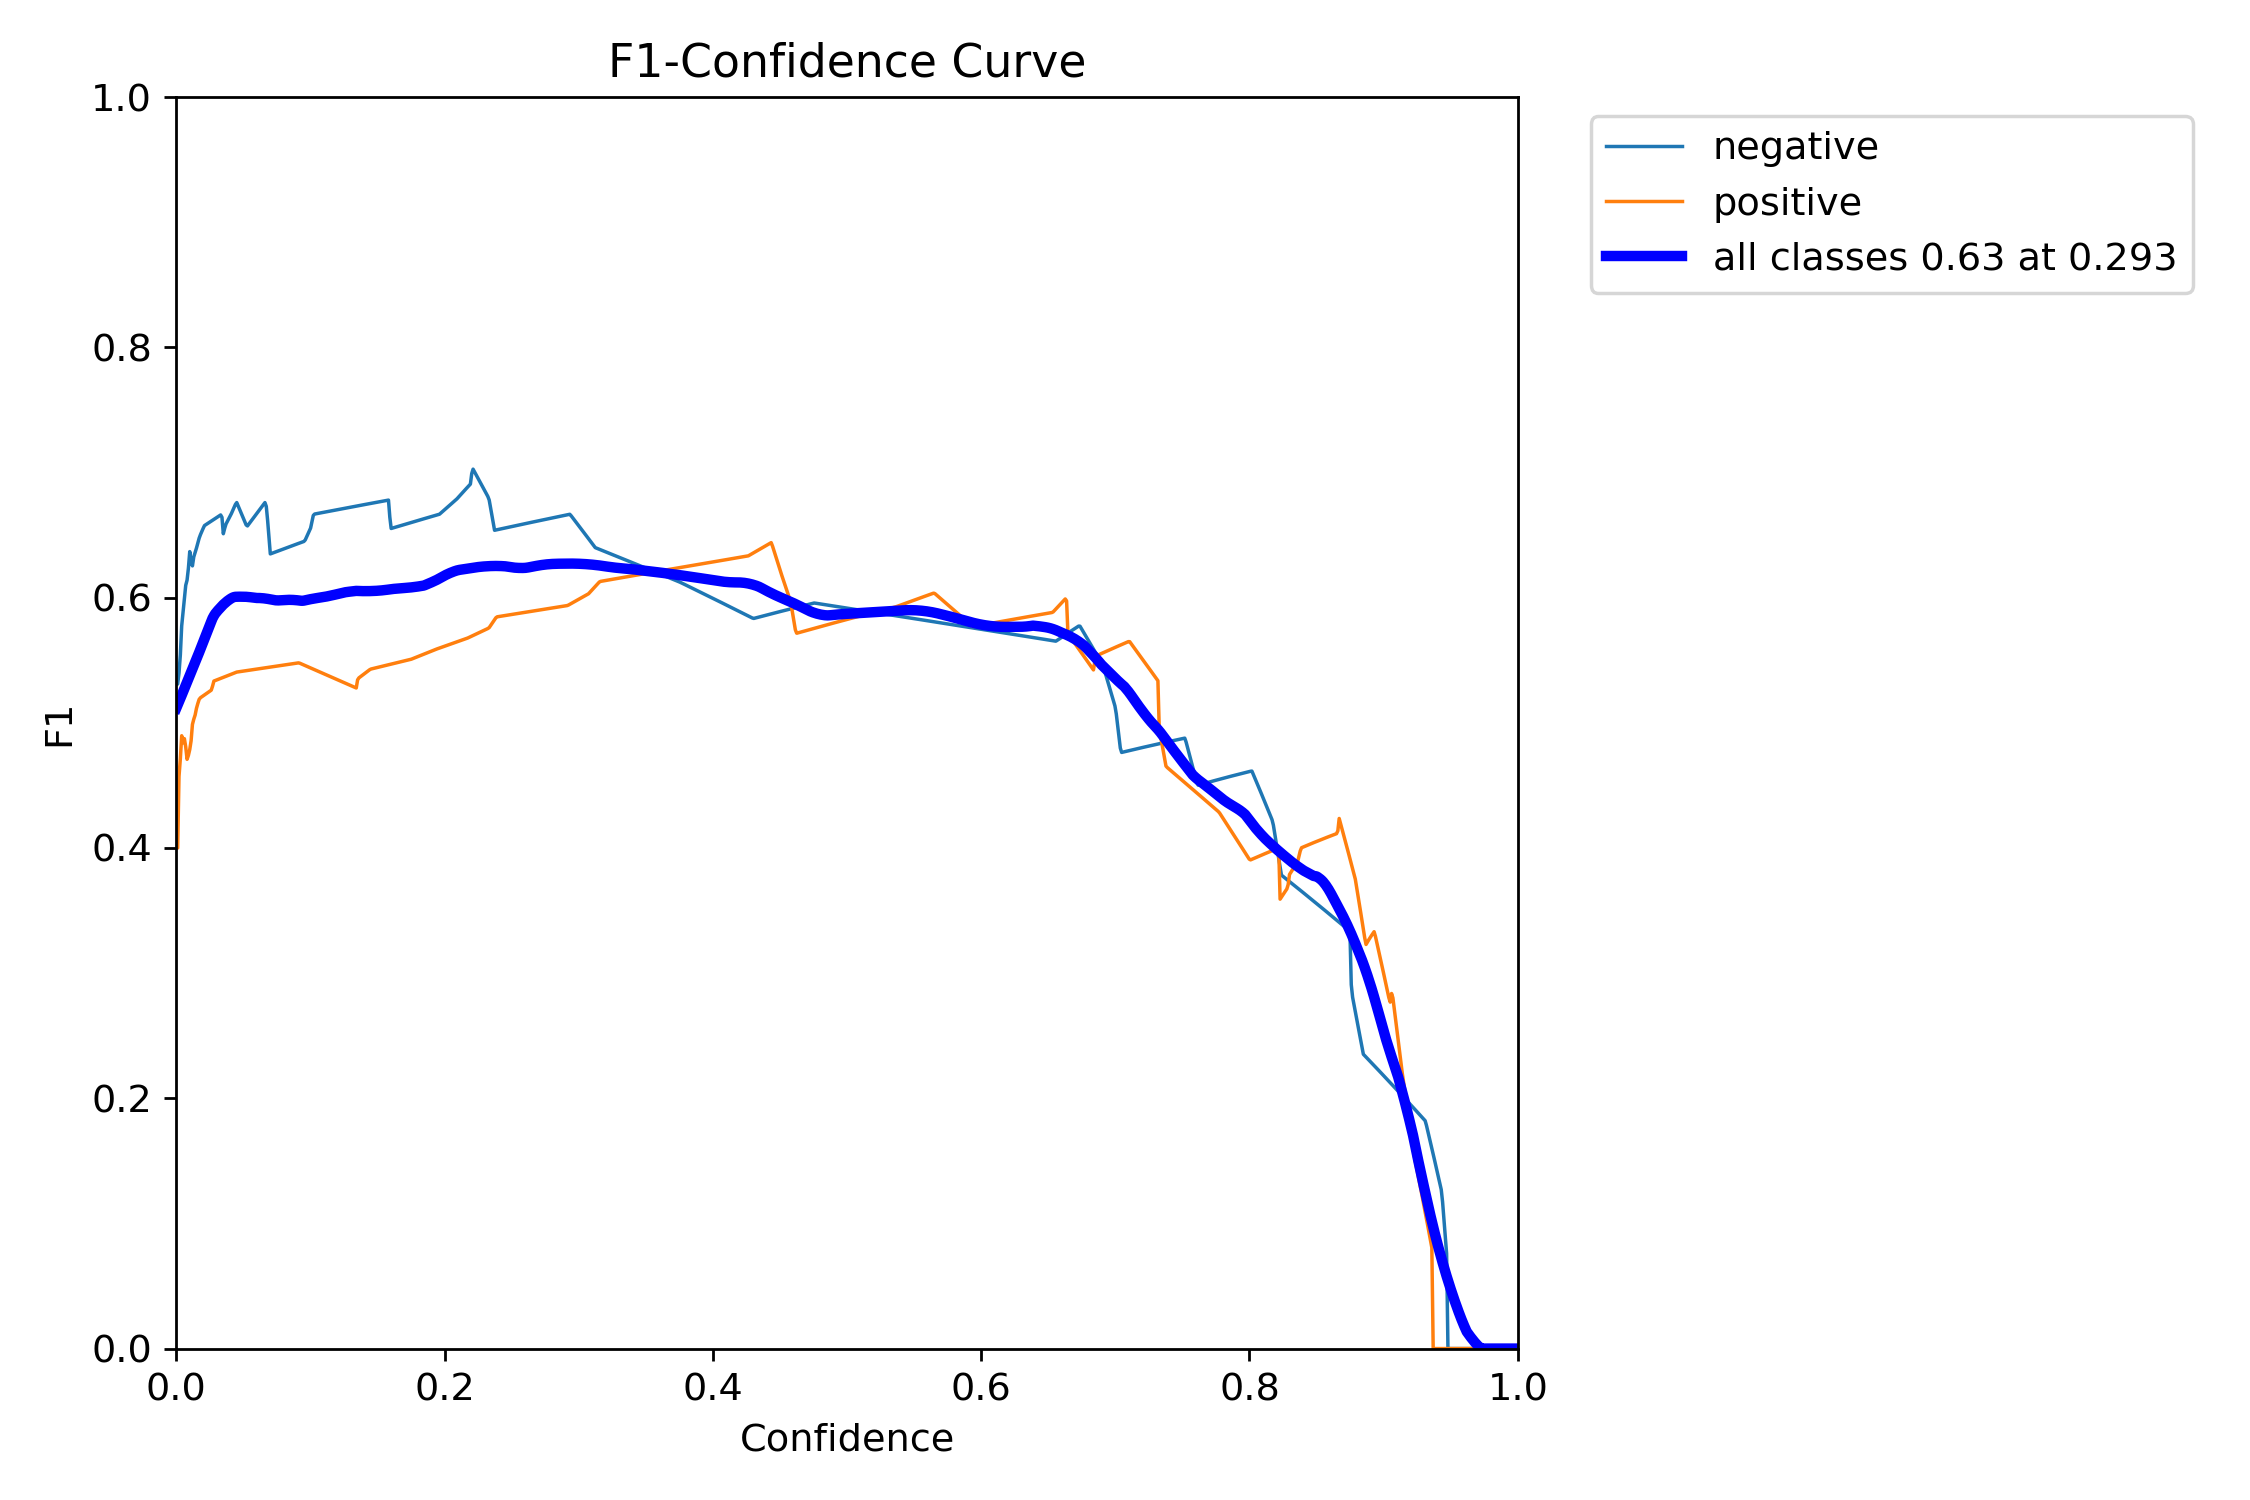 F1-Confidence Curve
1.0
0.8
0.6
0.4
0.2
0.0
F1
0.0 0.2 0.4 0.6 0.8 1.0
Confidence
negative
positive
all classes 0.63 at 0.293